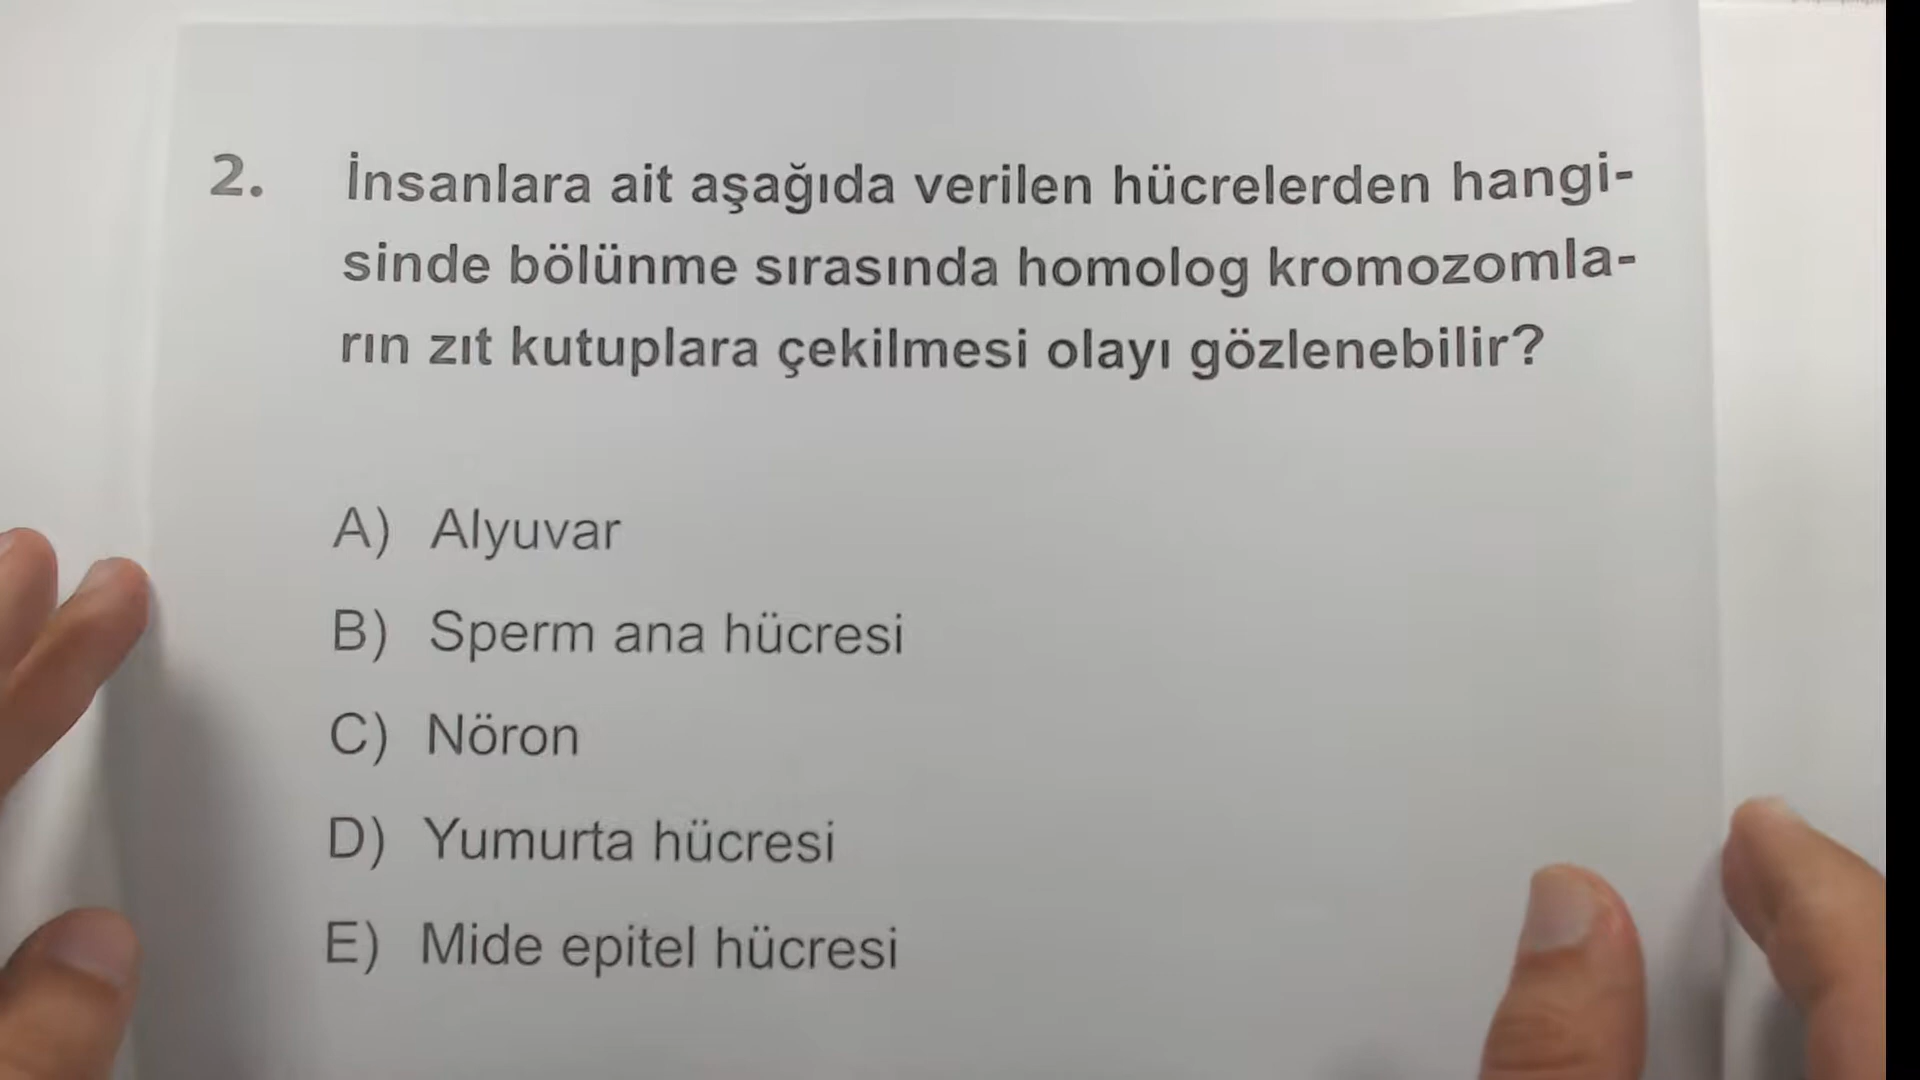 2. İnsanlara ait aşağıda verilen hücrelerden hangi-
sinde bölünme sırasında homolog kromozomla-
rın zıt kutuplara çekilmesi olayı gözlenebilir?
A) Alyuvar
B) Sperm ana hücresi
C) Nöron
D) Yumurta hücresi
E) Mide epitel hücresi